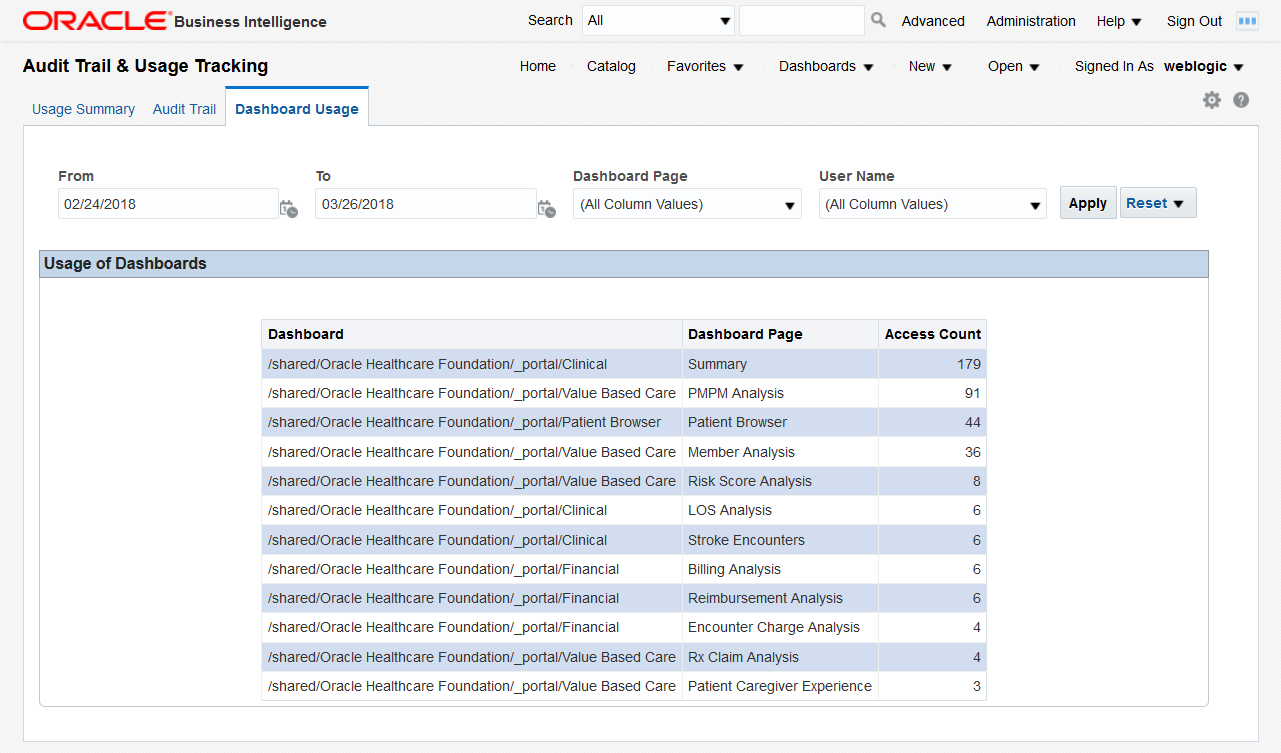 ORACLE Business Intelligence Search All Advanced Administration Help Sign Out
Audit Trail & Usage Tracking Home Catalog Favorites Dashboards New Open Signed In As weblogic
Usage Summary Audit Trail Dashboard Usage
From To Dashboard Page User Name
02/24/2018 03/26/2018 (All Column Values) (All Column Values) Apply Reset
Usage of Dashboards
Dashboard Dashboard Page Access Count
/shared/Oracle Healthcare Foundation/_portal/Clinical Summary 179
/shared/Oracle Healthcare Foundation/_portal/Value Based Care PMPM Analysis 91
/shared/Oracle Healthcare Foundation/_portal/Patient Browser Patient Browser 44
/shared/Oracle Healthcare Foundation/_portal/Value Based Care Member Analysis 36
/shared/Oracle Healthcare Foundation/_portal/Value Based Care Risk Score Analysis 8
/shared/Oracle Healthcare Foundation/_portal/Clinical LOS Analysis 6
/shared/Oracle Healthcare Foundation/_portal/Clinical Stroke Encounters 6
/shared/Oracle Healthcare Foundation/_portal/Financial Billing Analysis 6
/shared/Oracle Healthcare Foundation/_portal/Financial Reimbursement Analysis 6
/shared/Oracle Healthcare Foundation/_portal/Financial Encounter Charge Analysis 4
/shared/Oracle Healthcare Foundation/_portal/Value Based Care Rx Claim Analysis 4
/shared/Oracle Healthcare Foundation/_portal/Value Based Care Patient Caregiver Experience 3